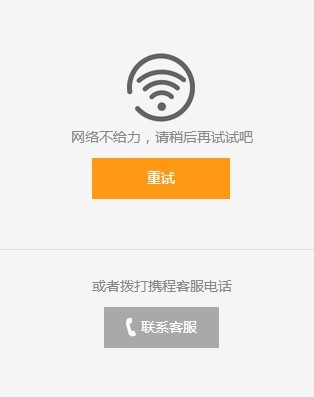 网络不给力，请稍后再试试吧
重试
或者拨打携程客服电话
联系客服